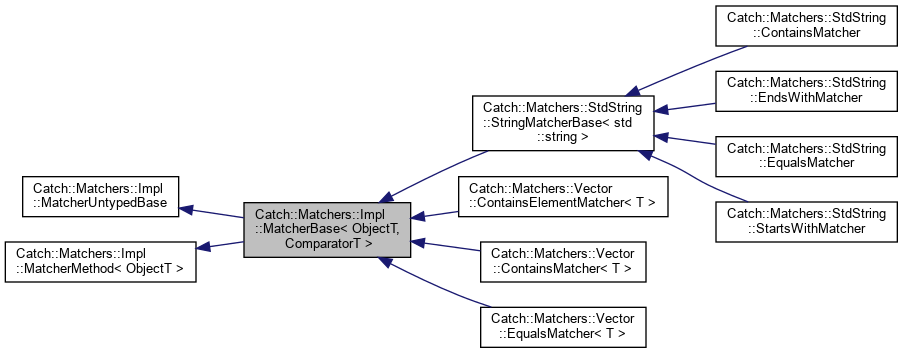 Catch::Matchers::Impl
::MatcherUntypedBase
Catch::Matchers::Impl
::MatcherMethod< ObjectT >
Catch::Matchers::Impl
::MatcherBase< ObjectT,
ComparatorT >
Catch::Matchers::StdString
::StringMatcherBase< std
::string >
Catch::Matchers::Vector
::ContainsElementMatcher< T >
Catch::Matchers::Vector
::ContainsMatcher< T >
Catch::Matchers::Vector
::EqualsMatcher< T >
Catch::Matchers::StdString
::ContainsMatcher
Catch::Matchers::StdString
::EndsWithMatcher
Catch::Matchers::StdString
::EqualsMatcher
Catch::Matchers::StdString
::StartsWithMatcher